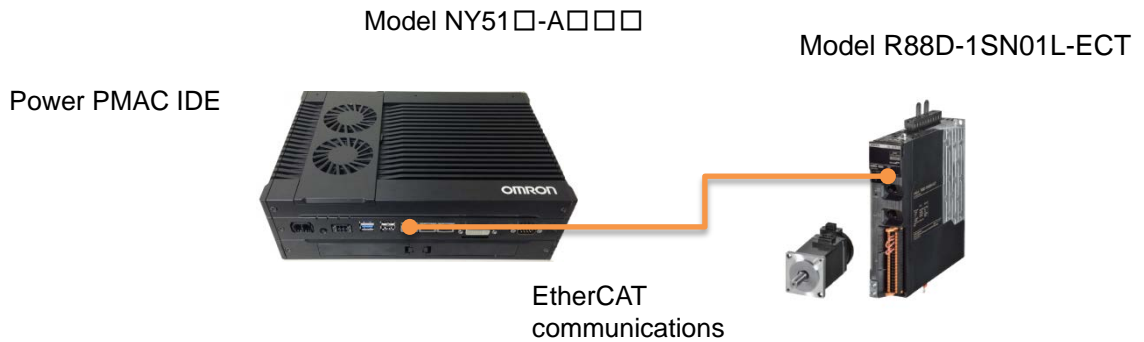 Model NY51□-A□□□
Model R88D-1SN01L-ECT
Power PMAC IDE
OMRON
EtherCAT
communications